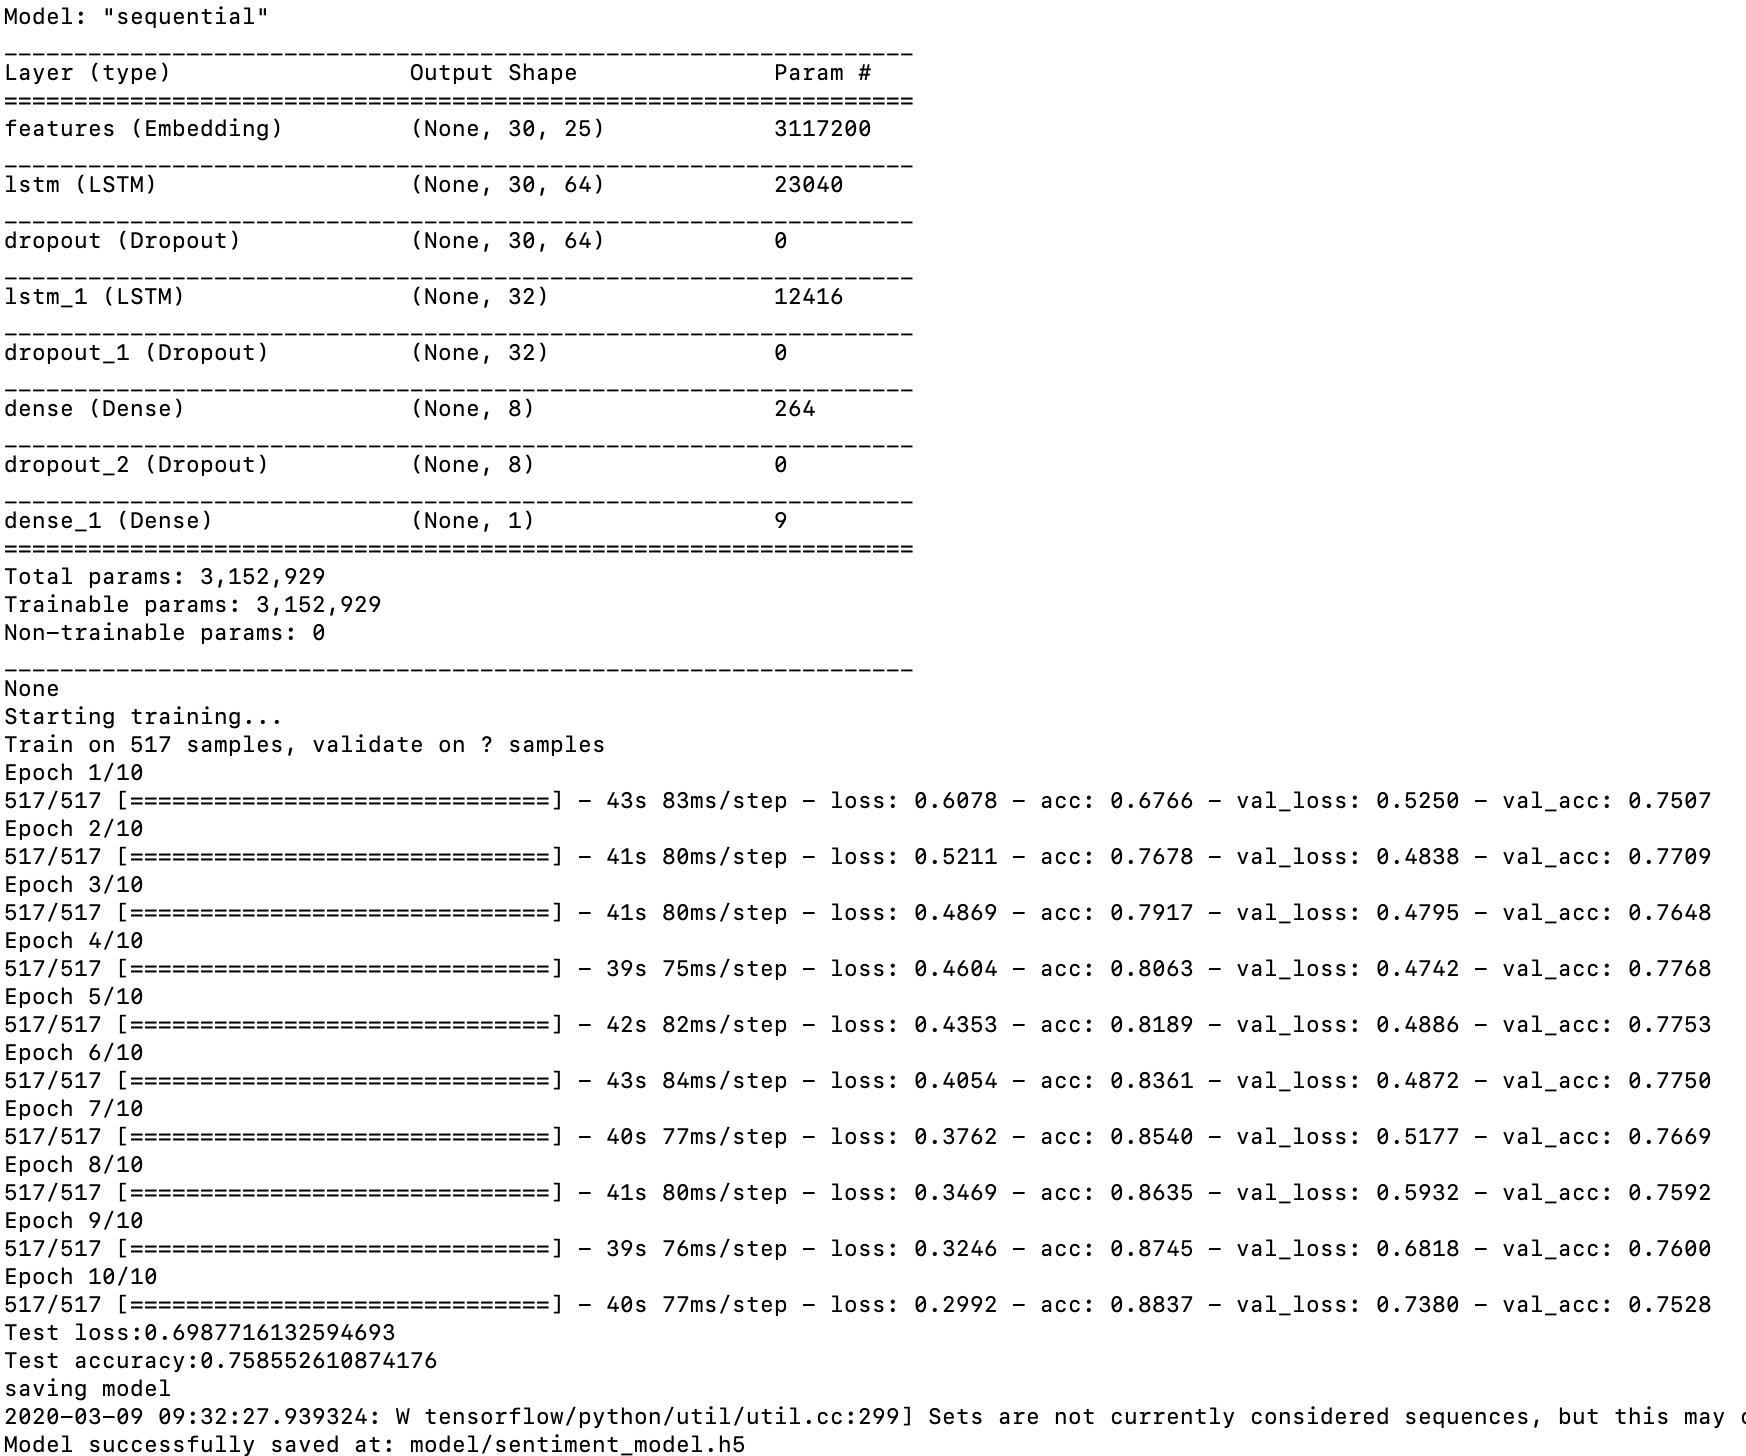 Model: "sequential"
_________________________________________________________________
Layer (type)                 Output Shape              Param #
=================================================================
features (Embedding)         (None, 30, 25)            3117200
_________________________________________________________________
lstm (LSTM)                  (None, 30, 64)            23040
_________________________________________________________________
dropout (Dropout)            (None, 30, 64)            0
_________________________________________________________________
lstm_1 (LSTM)                (None, 32)                12416
_________________________________________________________________
dropout_1 (Dropout)          (None, 32)                0
_________________________________________________________________
dense (Dense)                (None, 8)                 264
_________________________________________________________________
dropout_2 (Dropout)          (None, 8)                 0
_________________________________________________________________
dense_1 (Dense)              (None, 1)                 9
=================================================================
Total params: 3,152,929
Trainable params: 3,152,929
Non-trainable params: 0
_________________________________________________________________
None
Starting training...
Train on 517 samples, validate on ? samples
Epoch 1/10
517/517 [==============================] - 43s 83ms/step - loss: 0.6078 - acc: 0.6766 - val_loss: 0.5250 - val_acc: 0.7507
Epoch 2/10
517/517 [==============================] - 41s 80ms/step - loss: 0.5211 - acc: 0.7678 - val_loss: 0.4838 - val_acc: 0.7709
Epoch 3/10
517/517 [==============================] - 41s 80ms/step - loss: 0.4869 - acc: 0.7917 - val_loss: 0.4795 - val_acc: 0.7648
Epoch 4/10
517/517 [==============================] - 39s 75ms/step - loss: 0.4604 - acc: 0.8063 - val_loss: 0.4742 - val_acc: 0.7768
Epoch 5/10
517/517 [==============================] - 42s 82ms/step - loss: 0.4353 - acc: 0.8189 - val_loss: 0.4886 - val_acc: 0.7753
Epoch 6/10
517/517 [==============================] - 43s 84ms/step - loss: 0.4054 - acc: 0.8361 - val_loss: 0.4872 - val_acc: 0.7750
Epoch 7/10
517/517 [==============================] - 40s 77ms/step - loss: 0.3762 - acc: 0.8540 - val_loss: 0.5177 - val_acc: 0.7669
Epoch 8/10
517/517 [==============================] - 41s 80ms/step - loss: 0.3469 - acc: 0.8635 - val_loss: 0.5932 - val_acc: 0.7592
Epoch 9/10
517/517 [==============================] - 39s 76ms/step - loss: 0.3246 - acc: 0.8745 - val_loss: 0.6818 - val_acc: 0.7600
Epoch 10/10
517/517 [==============================] - 40s 77ms/step - loss: 0.2992 - acc: 0.8837 - val_loss: 0.7380 - val_acc: 0.7528
Test loss:0.6987716132594693
Test accuracy:0.758552610874176
saving model
2020-03-09 09:32:27.939324: W tensorflow/python/util/util.cc:299] Sets are not currently considered sequences, but this may
Model successfully saved at: model/sentiment_model.h5